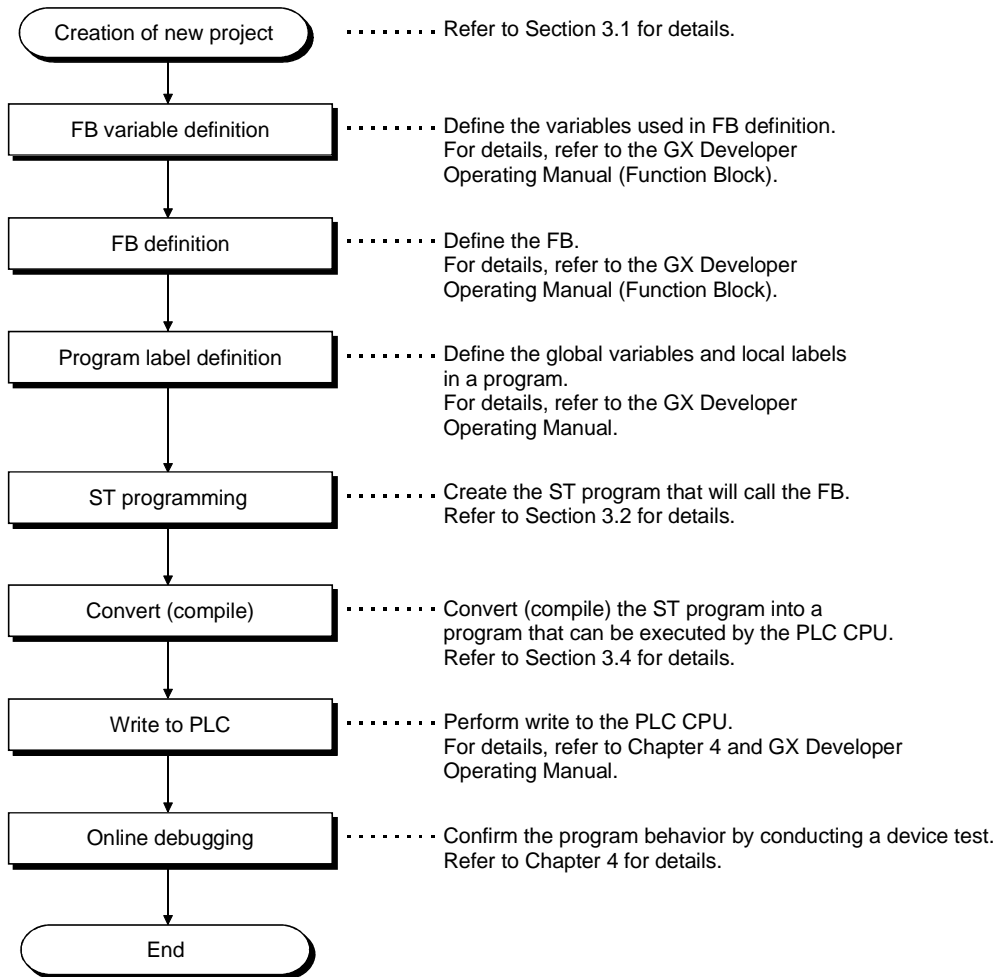 Creation of new project
Refer to Section 3.1 for details.
FB variable definition
Define the variables used in FB definition.
For details, refer to the GX Developer
Operating Manual (Function Block).
FB definition
Define the FB.
For details, refer to the GX Developer
Operating Manual (Function Block).
Program label definition
Define the global variables and local labels
in a program.
For details, refer to the GX Developer
Operating Manual.
ST programming
Create the ST program that will call the FB.
Refer to Section 3.2 for details.
Convert (compile)
Convert (compile) the ST program into a
program that can be executed by the PLC CPU.
Refer to Section 3.4 for details.
Write to PLC
Perform write to the PLC CPU.
For details, refer to Chapter 4 and GX Developer
Operating Manual.
Online debugging
Confirm the program behavior by conducting a device test.
Refer to Chapter 4 for details.
End